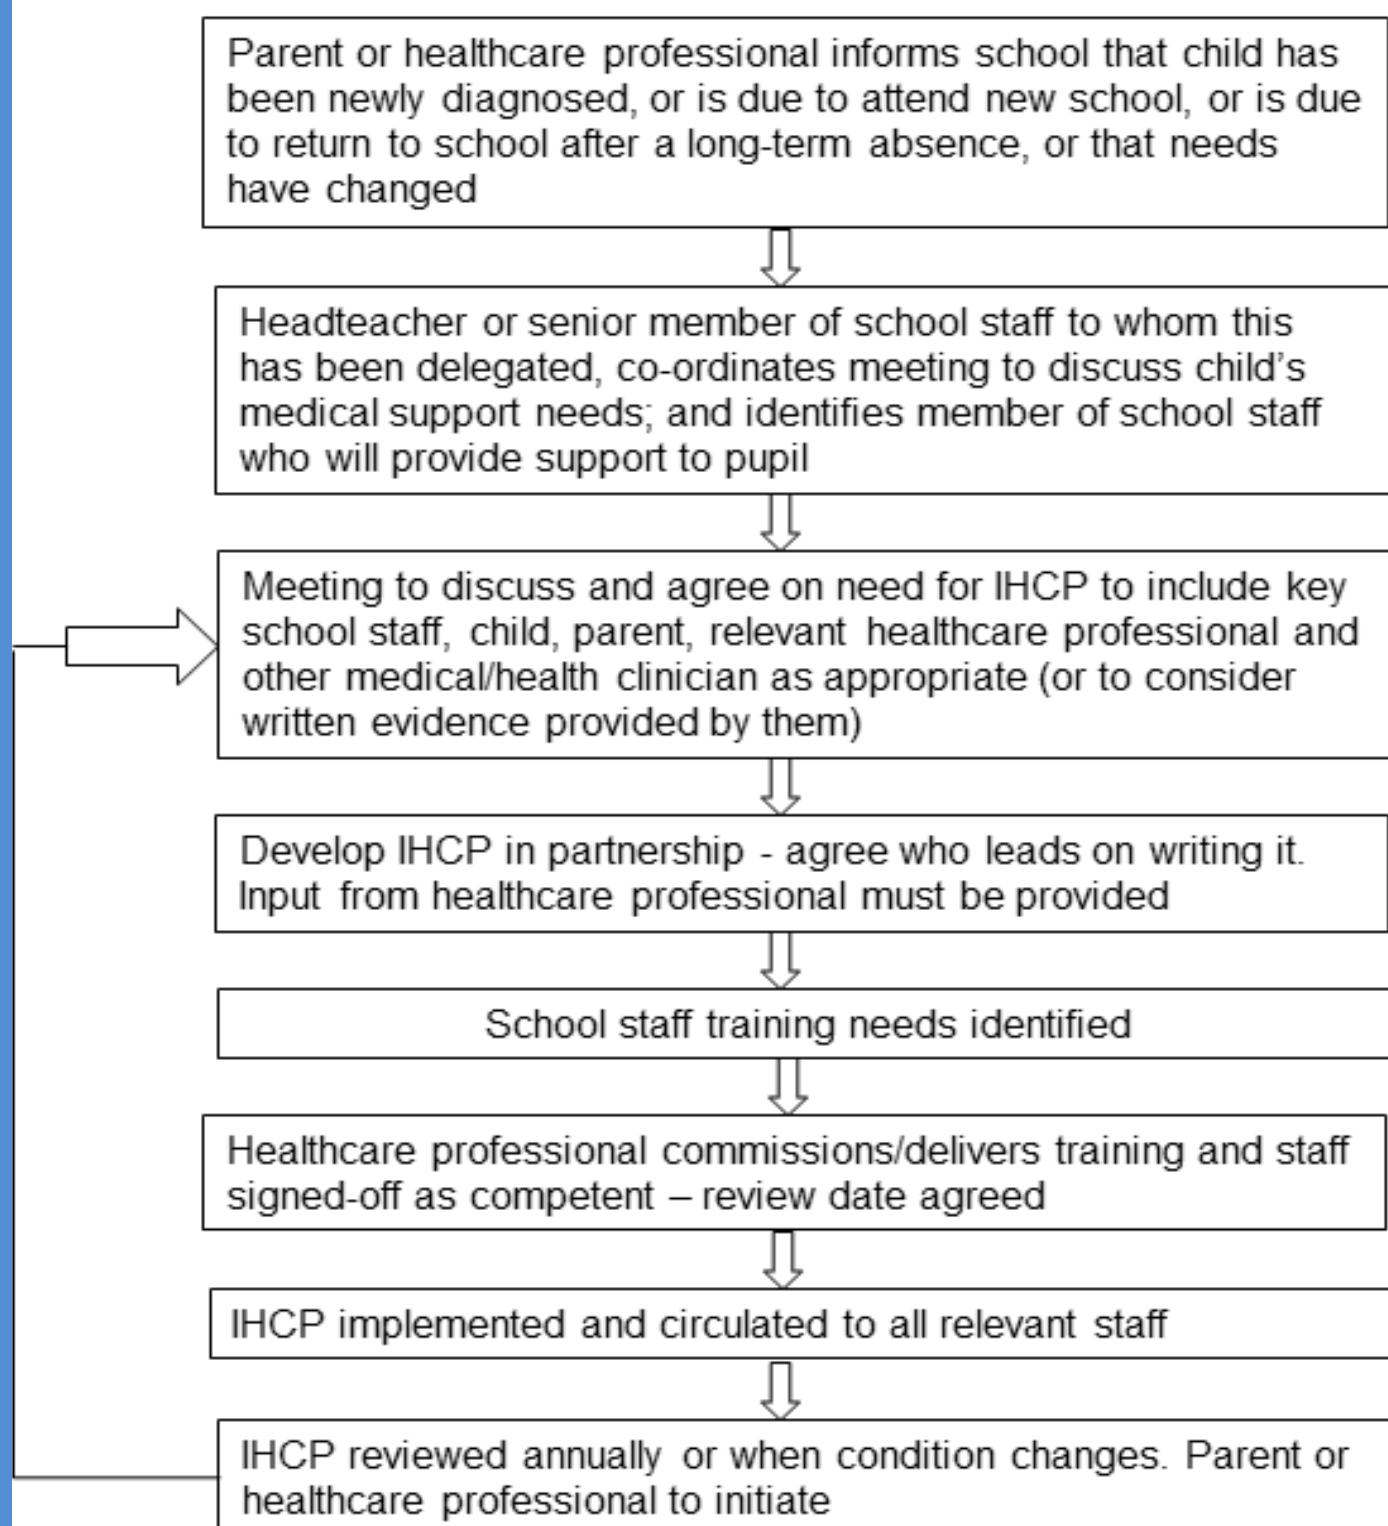 Parent or healthcare professional informs school that child has
been newly diagnosed, or is due to attend new school, or is due
to return to school after a long-term absence, or that needs
have changed
Headteacher or senior member of school staff to whom this
has been delegated, co-ordinates meeting to discuss child's
medical support needs; and identifies member of school staff
who will provide support to pupil
Meeting to discuss and agree on need for IHCP to include key
school staff, child, parent, relevant healthcare professional and
other medical/health clinician as appropriate (or to consider
written evidence provided by them)
Develop IHCP in partnership - agree who leads on writing it.
Input from healthcare professional must be provided
School staff training needs identified
Healthcare professional commissions/delivers training and staff
signed-off as competent – review date agreed
IHCP implemented and circulated to all relevant staff
IHCP reviewed annually or when condition changes. Parent or
healthcare professional to initiate